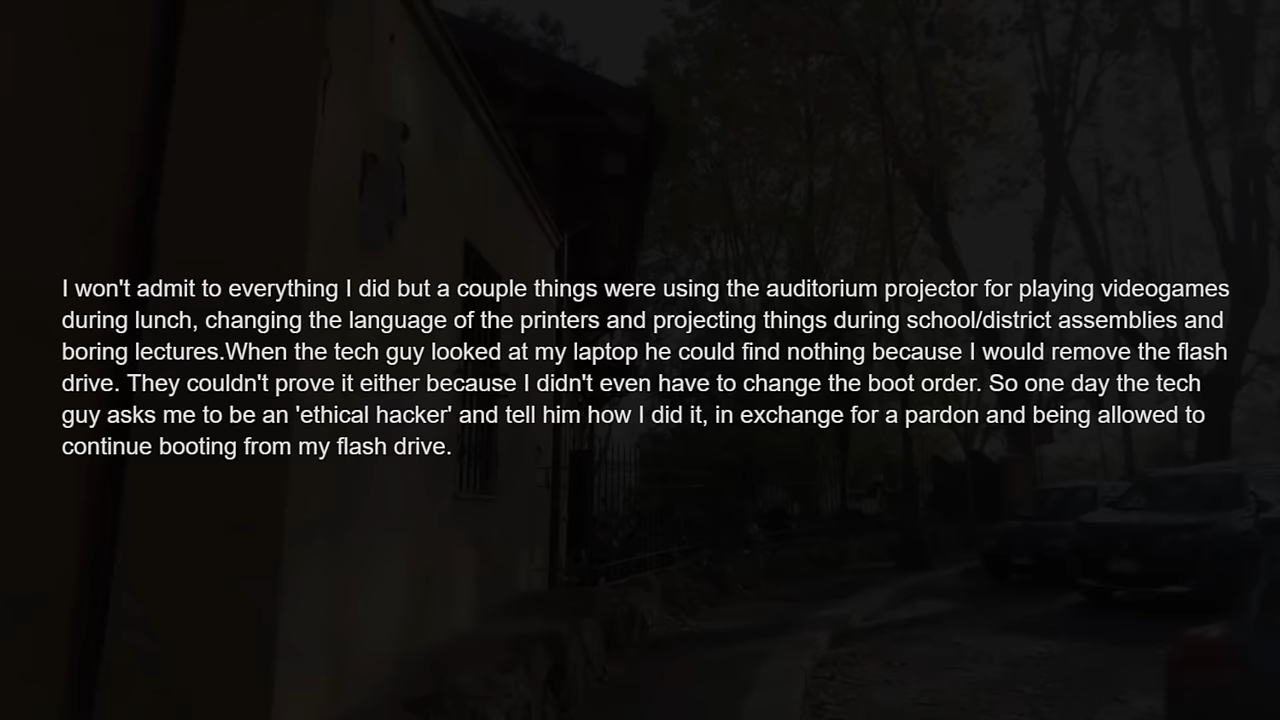 I won't admit to everything I did but a couple things were using the auditorium projector for playing videogames
during lunch, changing the language of the printers and projecting things during school/district assemblies and
boring lectures.When the tech guy looked at my laptop he could find nothing because I would remove the flash
drive. They couldn't prove it either because I didn't even have to change the boot order. So one day the tech
guy asks me to be an 'ethical hacker' and tell him how I did it, in exchange for a pardon and being allowed to
continue booting from my flash drive.